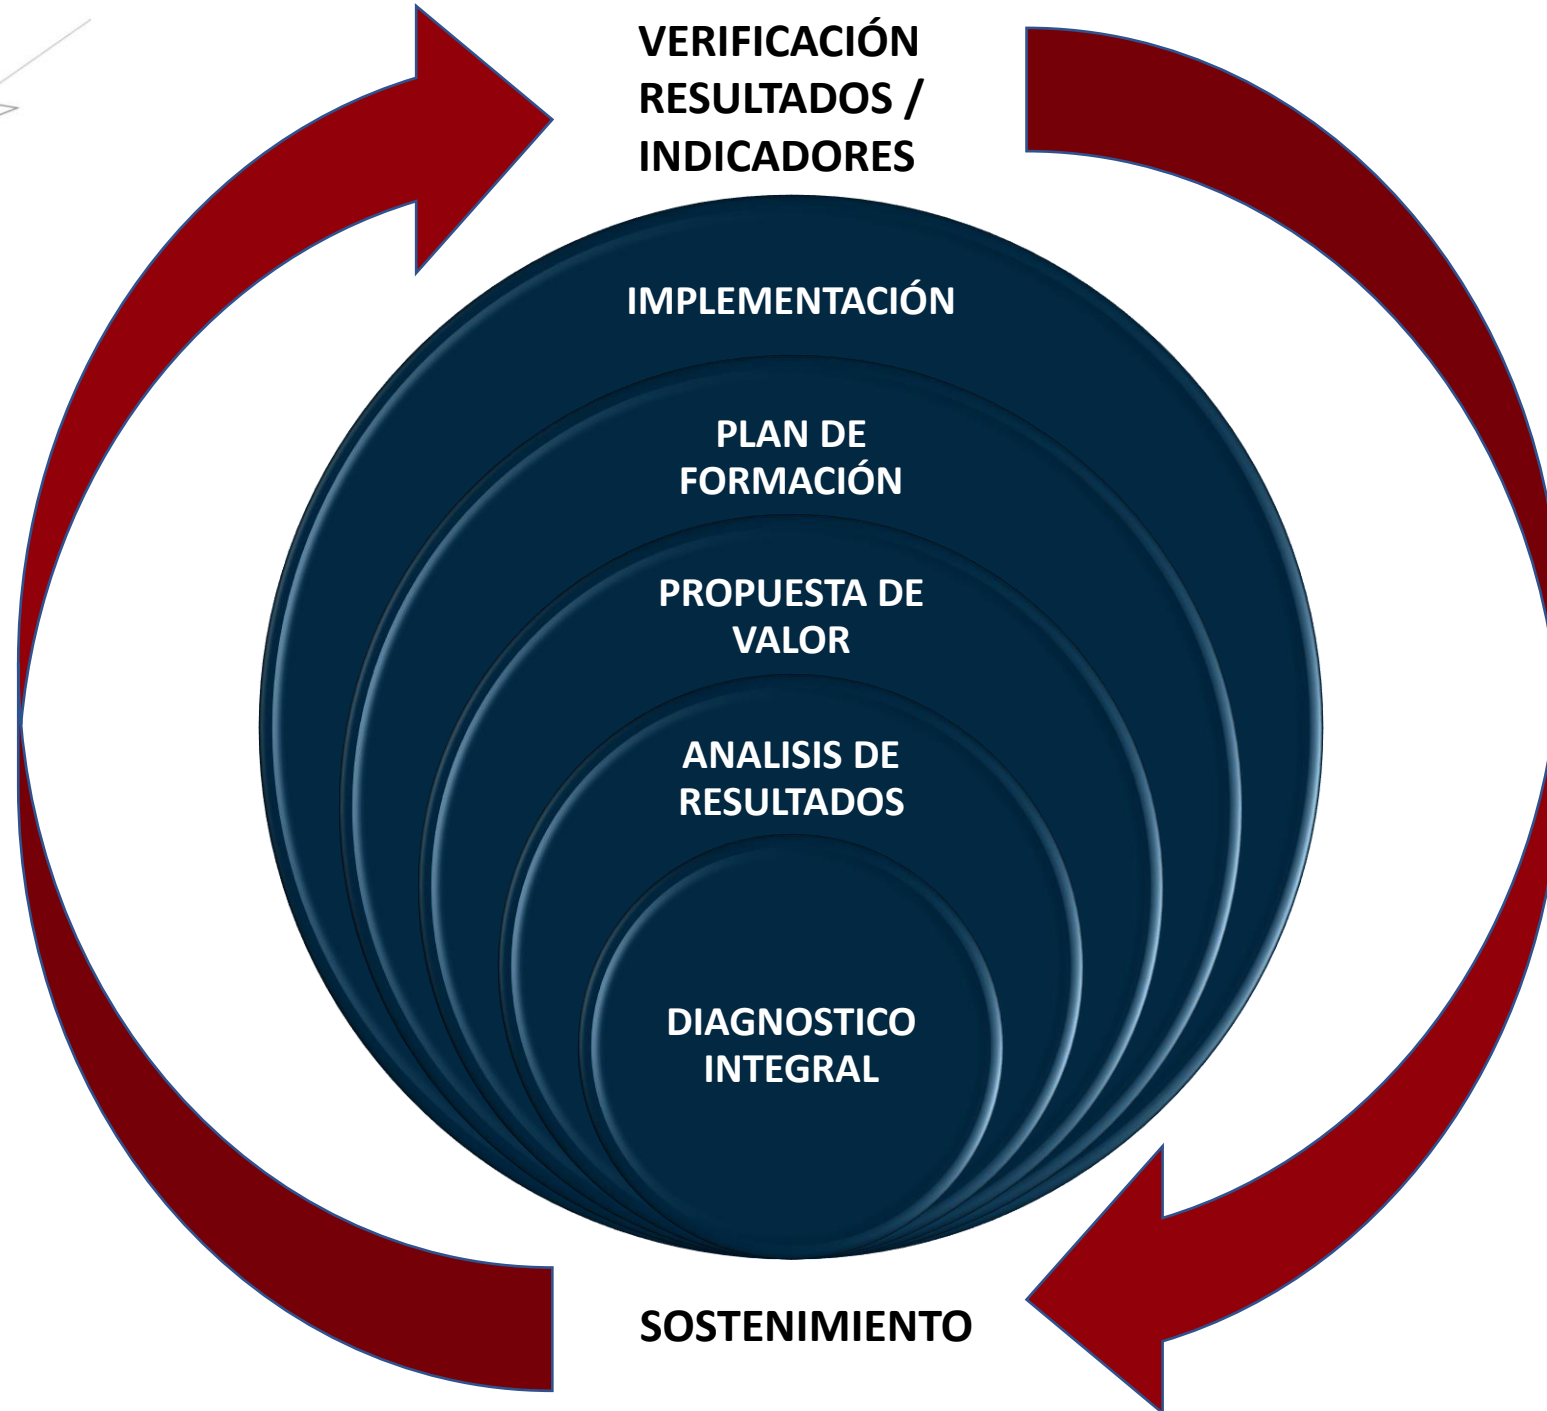 VERIFICACIÓN
RESULTADOS /
INDICADORES
IMPLEMENTACIÓN
PLAN DE
FORMACIÓN
PROPUESTA DE
VALOR
ANALISIS DE
RESULTADOS
DIAGNOSTICO
INTEGRAL
SOSTENIMIENTO